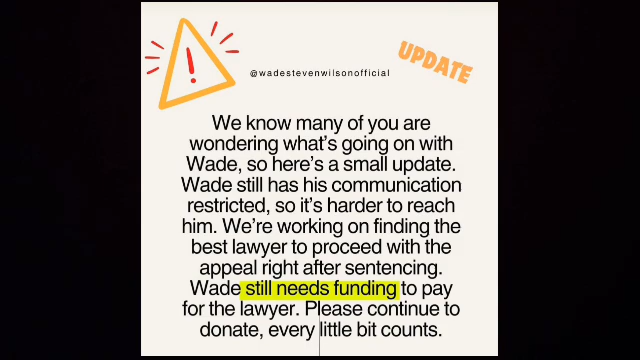 UPDATE
@wadestevenwilsonofficial
We know many of you are
wondering what's going on with
Wade, so here's a small update.
Wade still has his communication
restricted, so it's harder to reach
him. We're working on finding the
best lawyer to proceed with the
appeal right after sentencing.
Wade still needs funding to pay
for the lawyer. Please continue to
donate, every little bit counts.